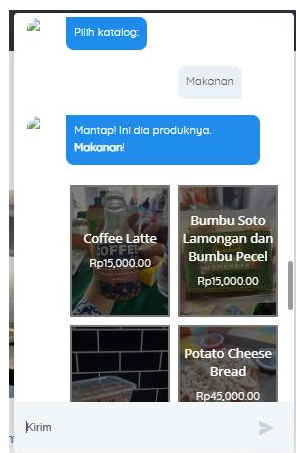 Pilih katalog:
Makanan
Mantap! Ini dia produknya.
Makanan!
Coffee Latte
Rp15,000.00
Bumbu Soto
Lamongan dan
Bumbu Pecel
Rp15,000.00
Potato Cheese
Bread
Rp45,000.00
Kirim